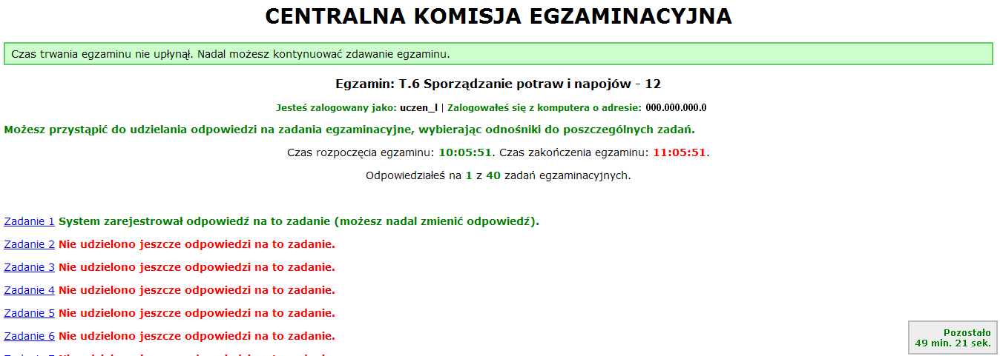 CENTRALNA KOMISJA EGZAMINACYJNA
Czas trwania egzaminu nie upłynął. Nadal możesz kontynuować zdawanie egzaminu.
Egzamin: T.6 Sporządzanie potraw i napojów - 12
Jesteś zalogowany jako: uczen_l | Zalogowałeś się z komputera o adresie: 000.000.000.0
Możesz przystąpić do udzielania odpowiedzi na zadania egzaminacyjne, wybierając odnośniki do poszczególnych zadań.
Czas rozpoczęcia egzaminu: 10:05:51. Czas zakończenia egzaminu: 11:05:51.
Odpowiedziałeś na 1 z 40 zadań egzaminacyjnych.
Zadanie 1 System zarejestrował odpowiedź na to zadanie (możesz nadal zmienić odpowiedź).
Zadanie 2 Nie udzielono jeszcze odpowiedzi na to zadanie.
Zadanie 3 Nie udzielono jeszcze odpowiedzi na to zadanie.
Zadanie 4 Nie udzielono jeszcze odpowiedzi na to zadanie.
Zadanie 5 Nie udzielono jeszcze odpowiedzi na to zadanie.
Zadanie 6 Nie udzielono jeszcze odpowiedzi na to zadanie.
Pozostało
49 min. 21 sek.